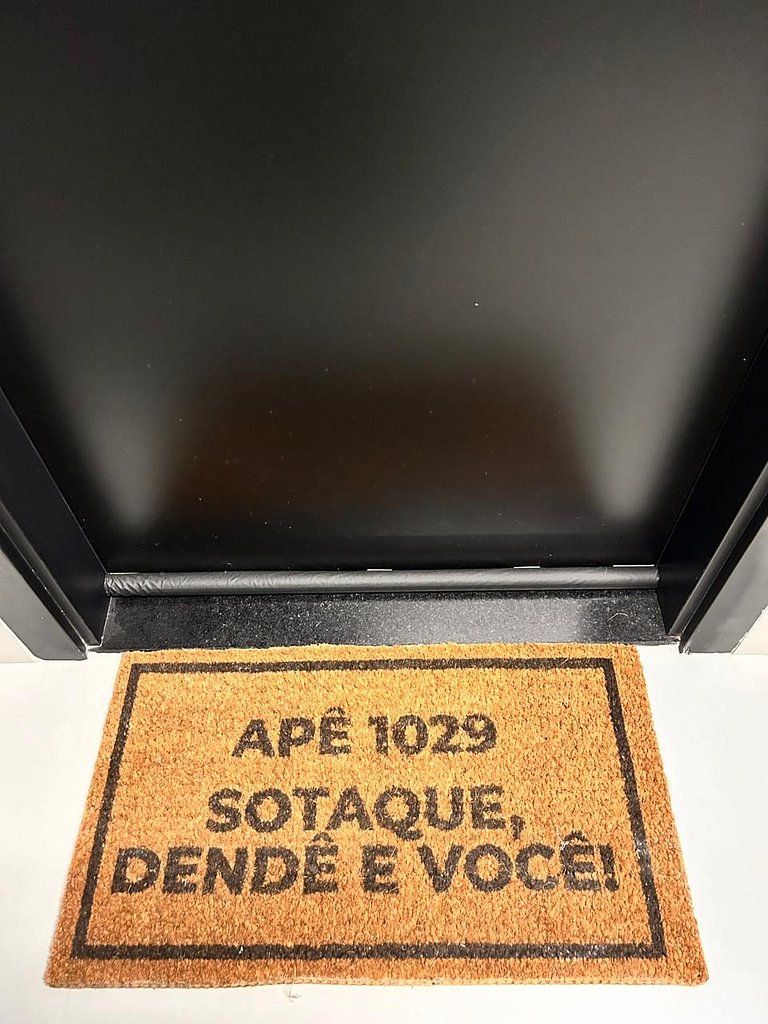 APÊ 1029
SOTAQUE,
DENDÊ E VOCÊ!